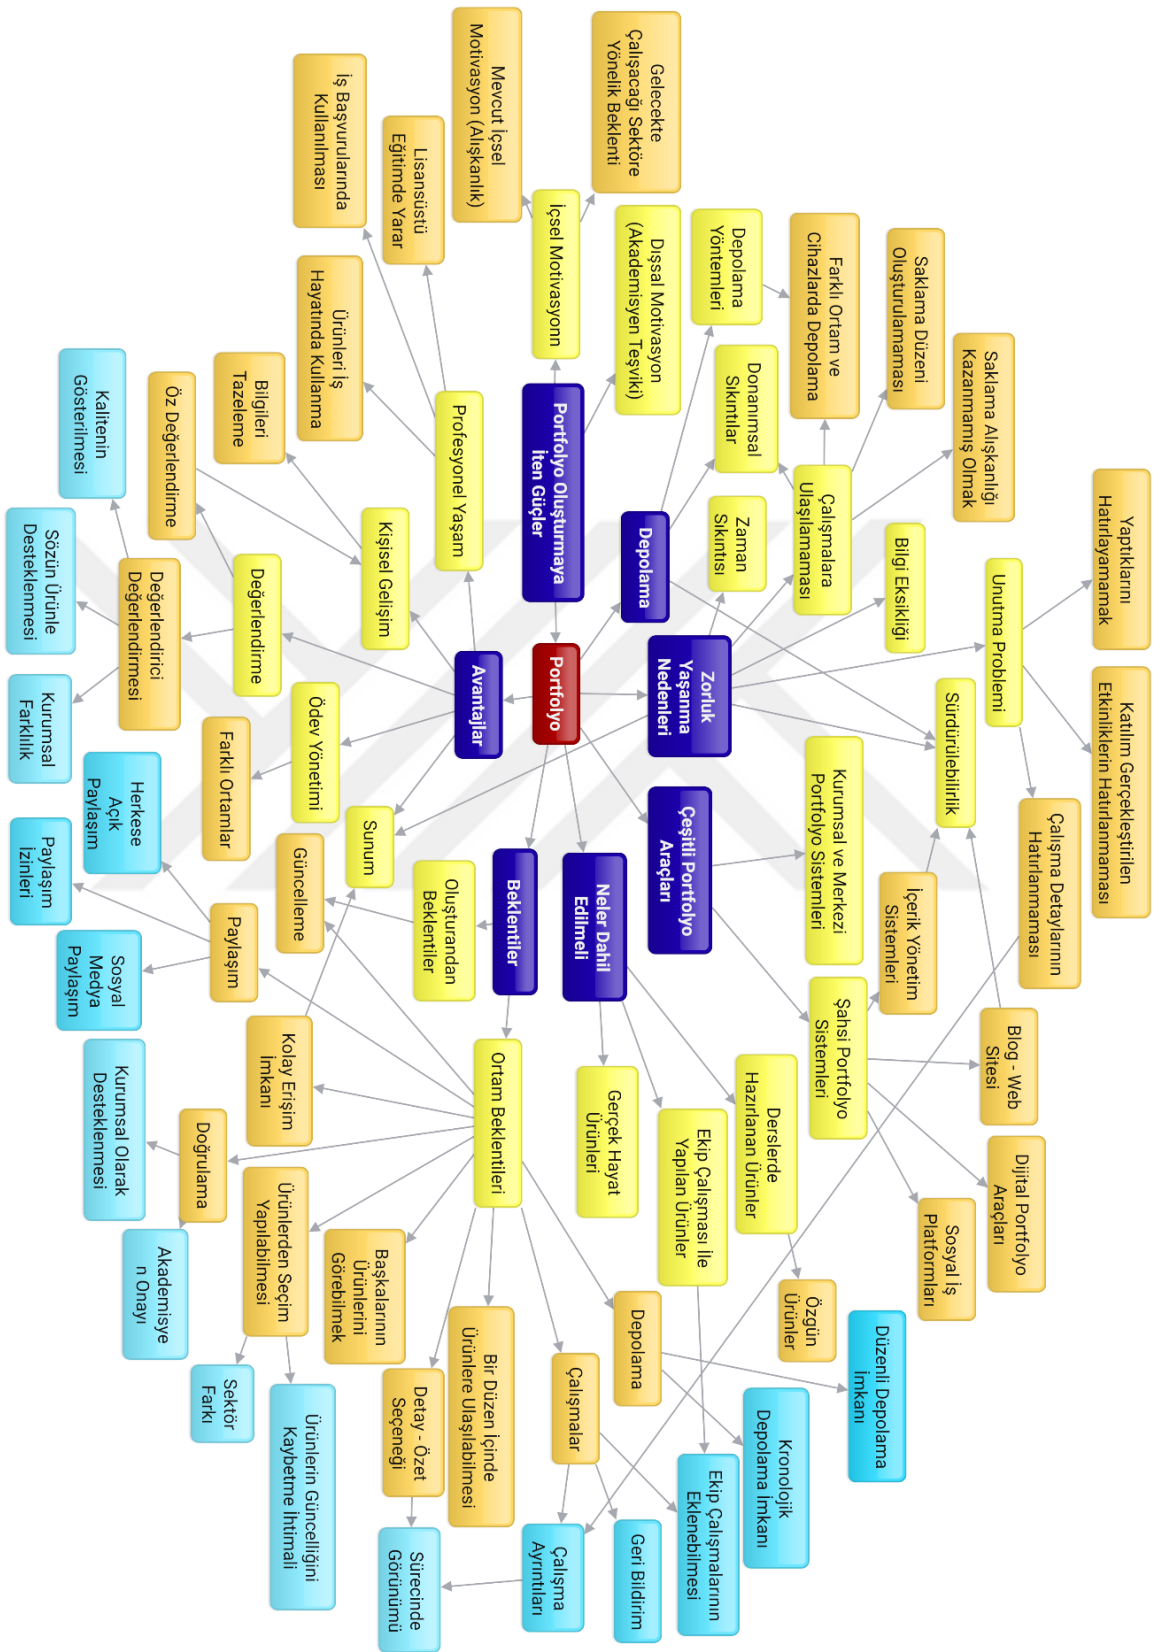 Yaptıklarını
Hatırlayamamak
Katılım Gerçekleştirilen
Etkinliklerin Hatırlanmaması
Çalışma Detaylarının
Hatırlanmaması
Blog - Web
Sitesi
Dijital Portfolyo
Araçları
Saklama Alışkanlığı
Kazanmamış Olmak
Unutma Problemi
Sürdürülebilirlik
Sosyal İş
Platformları
Saklama Düzeni
Oluşturulamaması
Bilgi Eksikliği
İçerik Yönetim
Sistemleri
Düzenli Depolama
İmkanı
Farklı Ortam ve
Cihazlarda Depolama
Çalışmalara
Ulaşılamaması
Kurumsal ve Merkezi
Portfolyo Sistemleri
Şahsi Portfolyo
Sistemleri
Özgün
Ürünler
Kronolojik
Depolama İmkanı
Depolama
Yöntemleri
Donanımsal
Sıkıntılar
Zaman
Sıkıntısı
Derslerde
Hazırlanan Ürünler
Gelecekte
Çalışacağı Sektöre
Yönelik Beklenti
Dışsal Motivasyon
(Akademisyen Teşviki)
Depolama
Zorluk
Yaşanma
Nedenleri
Çeşitli Portfolyo
Araçları
Ekip Çalışması İle
Yapılan Ürünler
Ekip Çalışmalarının
Eklenebilmesi
Neler Dahil
Edilmeli
Gerçek Hayat
Ürünleri
Depolama
Geri Bildirim
Mevcut İçsel
Motivasyon (Alışkanlık)
İçsel Motivasyonn
Portfolyo Oluşturmaya
İten Güçler
Portfolyo
Beklentiler
Çalışmalar
Çalışma
Ayrıntıları
Lisansüstü
Eğitimde Yarar
Profesyonel Yaşam
Avantajlar
Oluşturandan
Beklentiler
Ortam Beklentileri
Bir Düzen İçinde
Ürünlere Ulaşılabilmesi
İş Başvurularında
Kullanılması
Ürünleri İş
Hayatında Kullanma
Kişisel Gelişim
Sunum
Başkalarının
Ürünlerini
Görebilmek
Detay - Özet
Seçeneği
Sürecinde
Görünümü
Bilgileri
Tazeleme
Değerlendirme
Ödev Yönetimi
Güncelleme
Kolay Erişim
İmkanı
Ürünlerden Seçim
Yapılabilmesi
Ürünlerin Güncelliğini
Kaybetme İhtimali
Öz Değerlendirme
Değerlendirici
Değerlendirmesi
Farklı Ortamlar
Paylaşım
Doğrulama
Sektör
Farkı
Kalitenin
Gösterilmesi
Sözün Ürünle
Desteklenmesi
Kurumsal
Farklılık
Herkese
Açık
Paylaşım
Paylaşım
İzinleri
Sosyal
Medya
Paylaşım
Kurumsal Olarak
Desteklenmesi
Akademisye
n Onayı